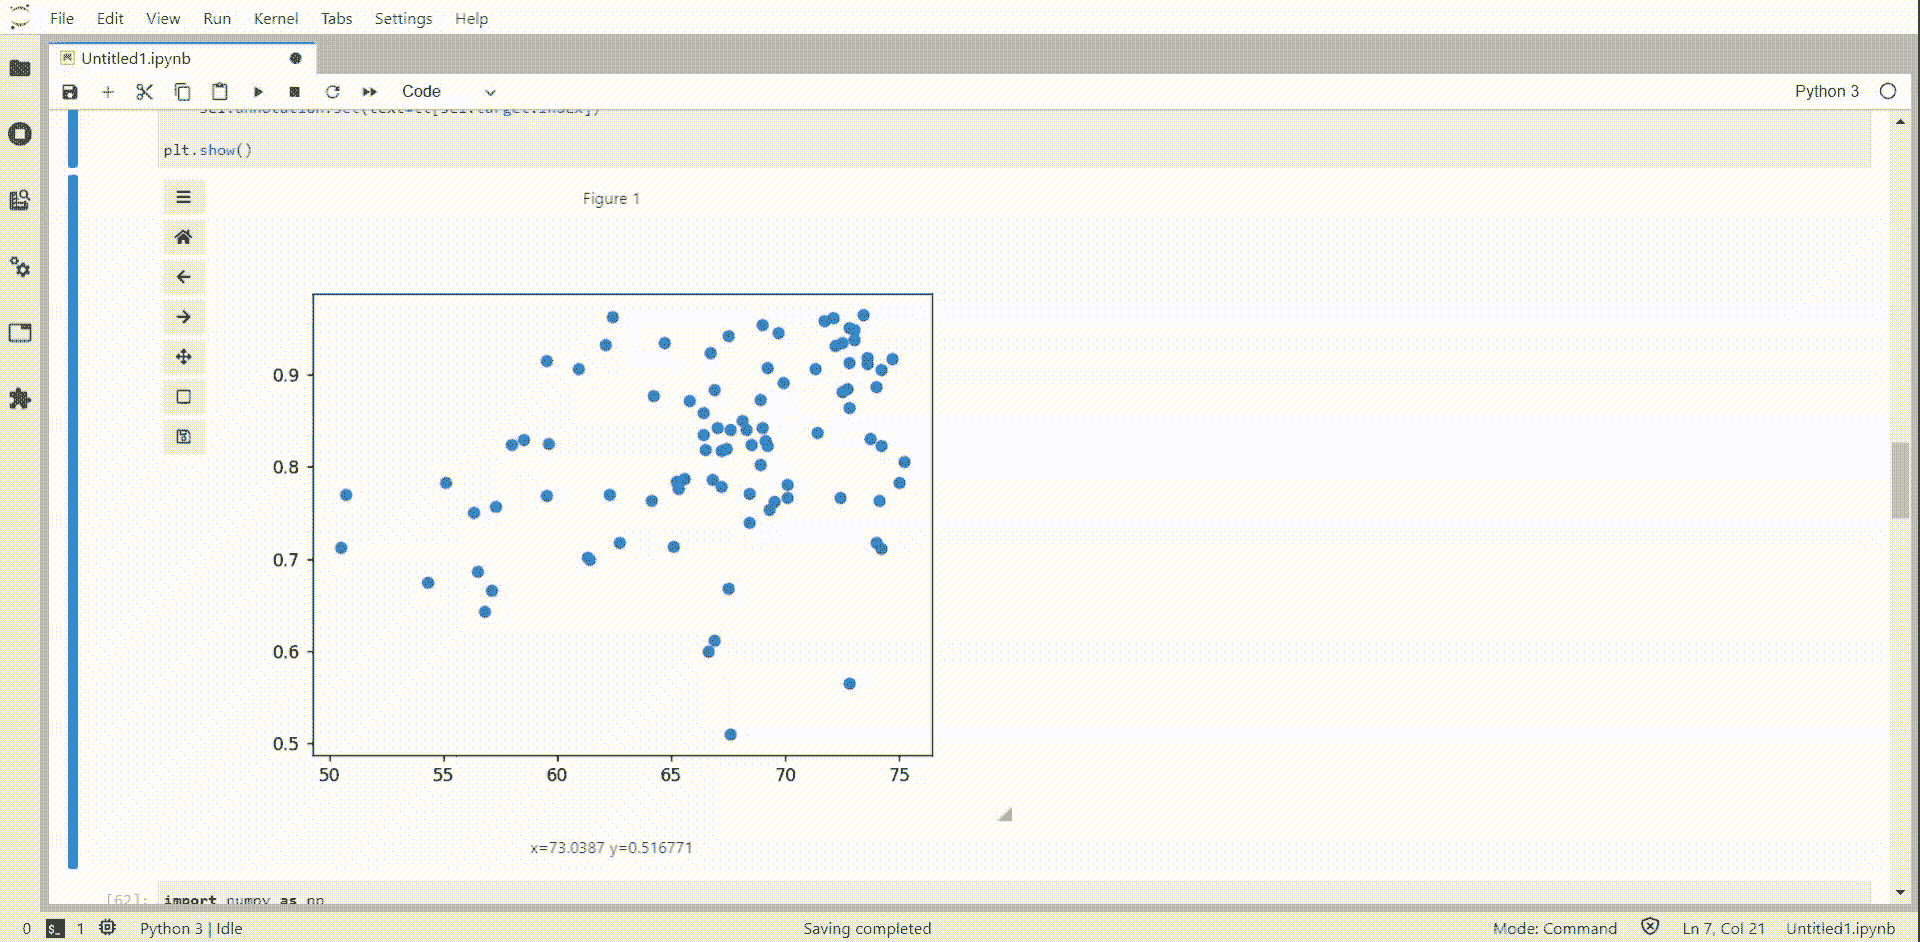 File Edit View Run Kernel Tabs Settings Help
Untitled1.ipynb
Code Python 3
plt.show()
Figure 1
0.9
0.8
0.7
0.6
0.5
50 55 60 65 70 75
x=73.0387 y=0.516771
[62]: import numpy as np
0 $_ 1 Python 3 | Idle Saving completed Mode: Command Ln 7, Col 21 Untitled1.ipynb